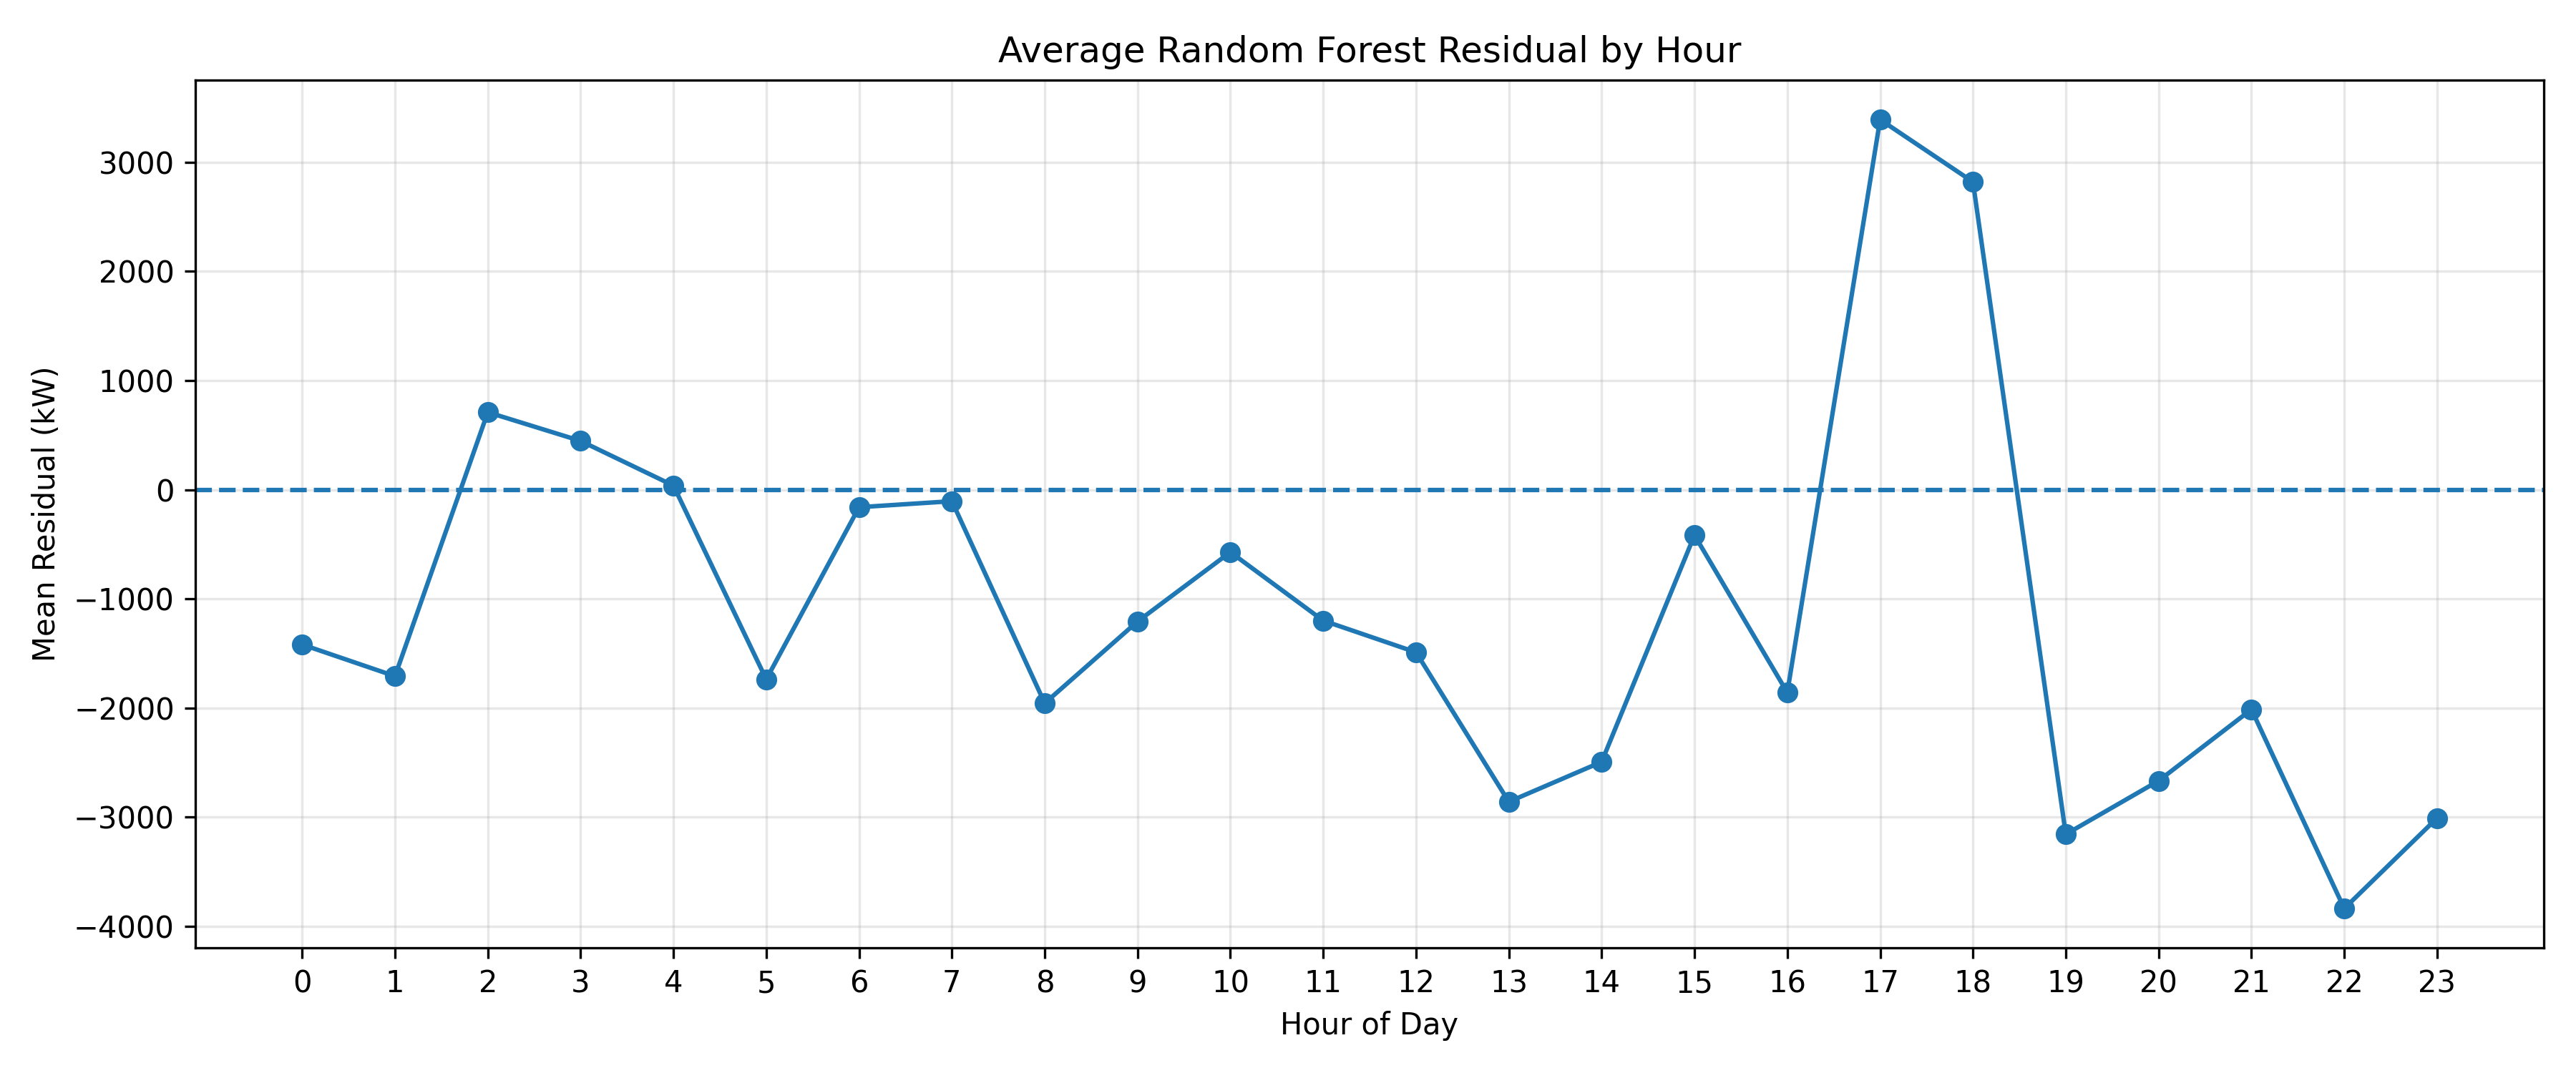 Average Random Forest Residual by Hour
Mean Residual (kW)
3000
2000
1000
0
−1000
−2000
−3000
−4000
0 1 2 3 4 5 6 7 8 9 10 11 12 13 14 15 16 17 18 19 20 21 22 23
Hour of Day